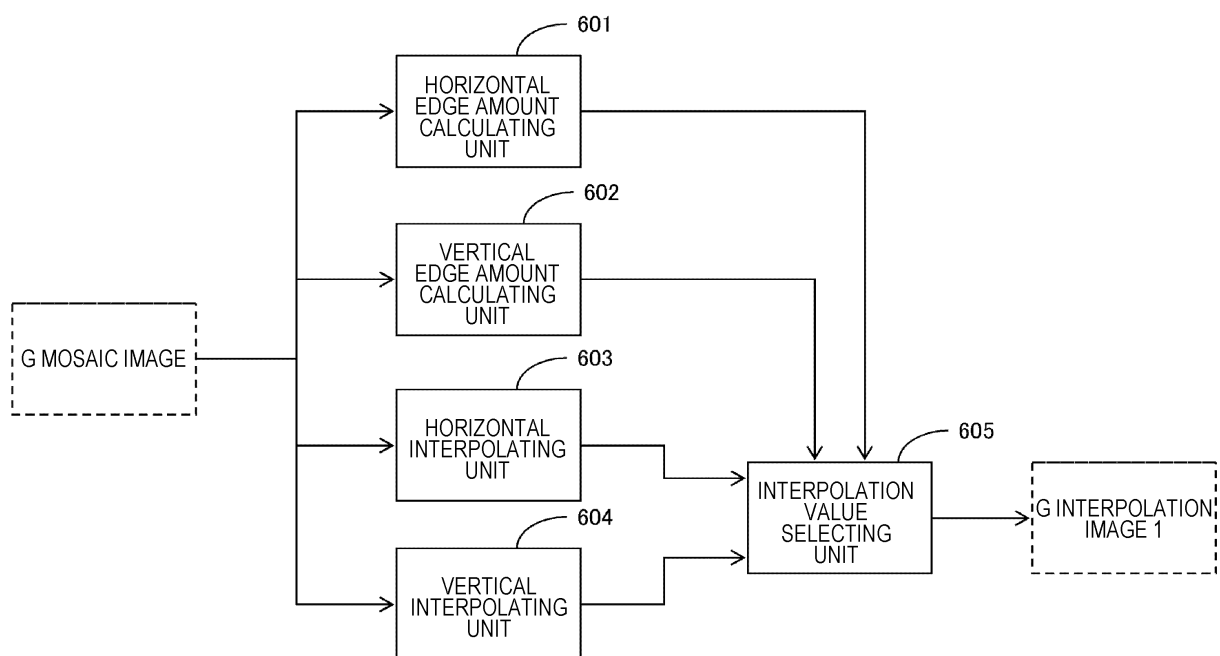 601
HORIZONTAL
EDGE AMOUNT
CALCULATING
UNIT
602
VERTICAL
EDGE AMOUNT
CALCULATING
UNIT
G MOSAIC IMAGE
603
HORIZONTAL
INTERPOLATING
UNIT
605
INTERPOLATION
VALUE
SELECTING
UNIT
G INTERPOLATION
IMAGE 1
604
VERTICAL
INTERPOLATING
UNIT